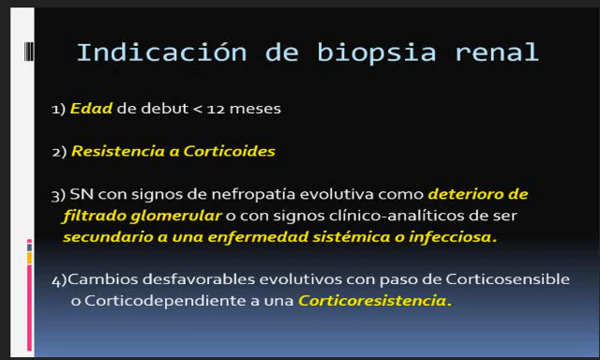 Indicación de biopsia renal
1) Edad de debut < 12 meses
2) Resistencia a Corticoides
3) SN con signos de nefropatía evolutiva como deterioro de
filtrado glomerular o con signos clínico-analíticos de ser
secundario a una enfermedad sistémica o infecciosa.
4)Cambios desfavorables evolutivos con paso de Corticosensible
o Corticodependiente a una Corticoresistencia.